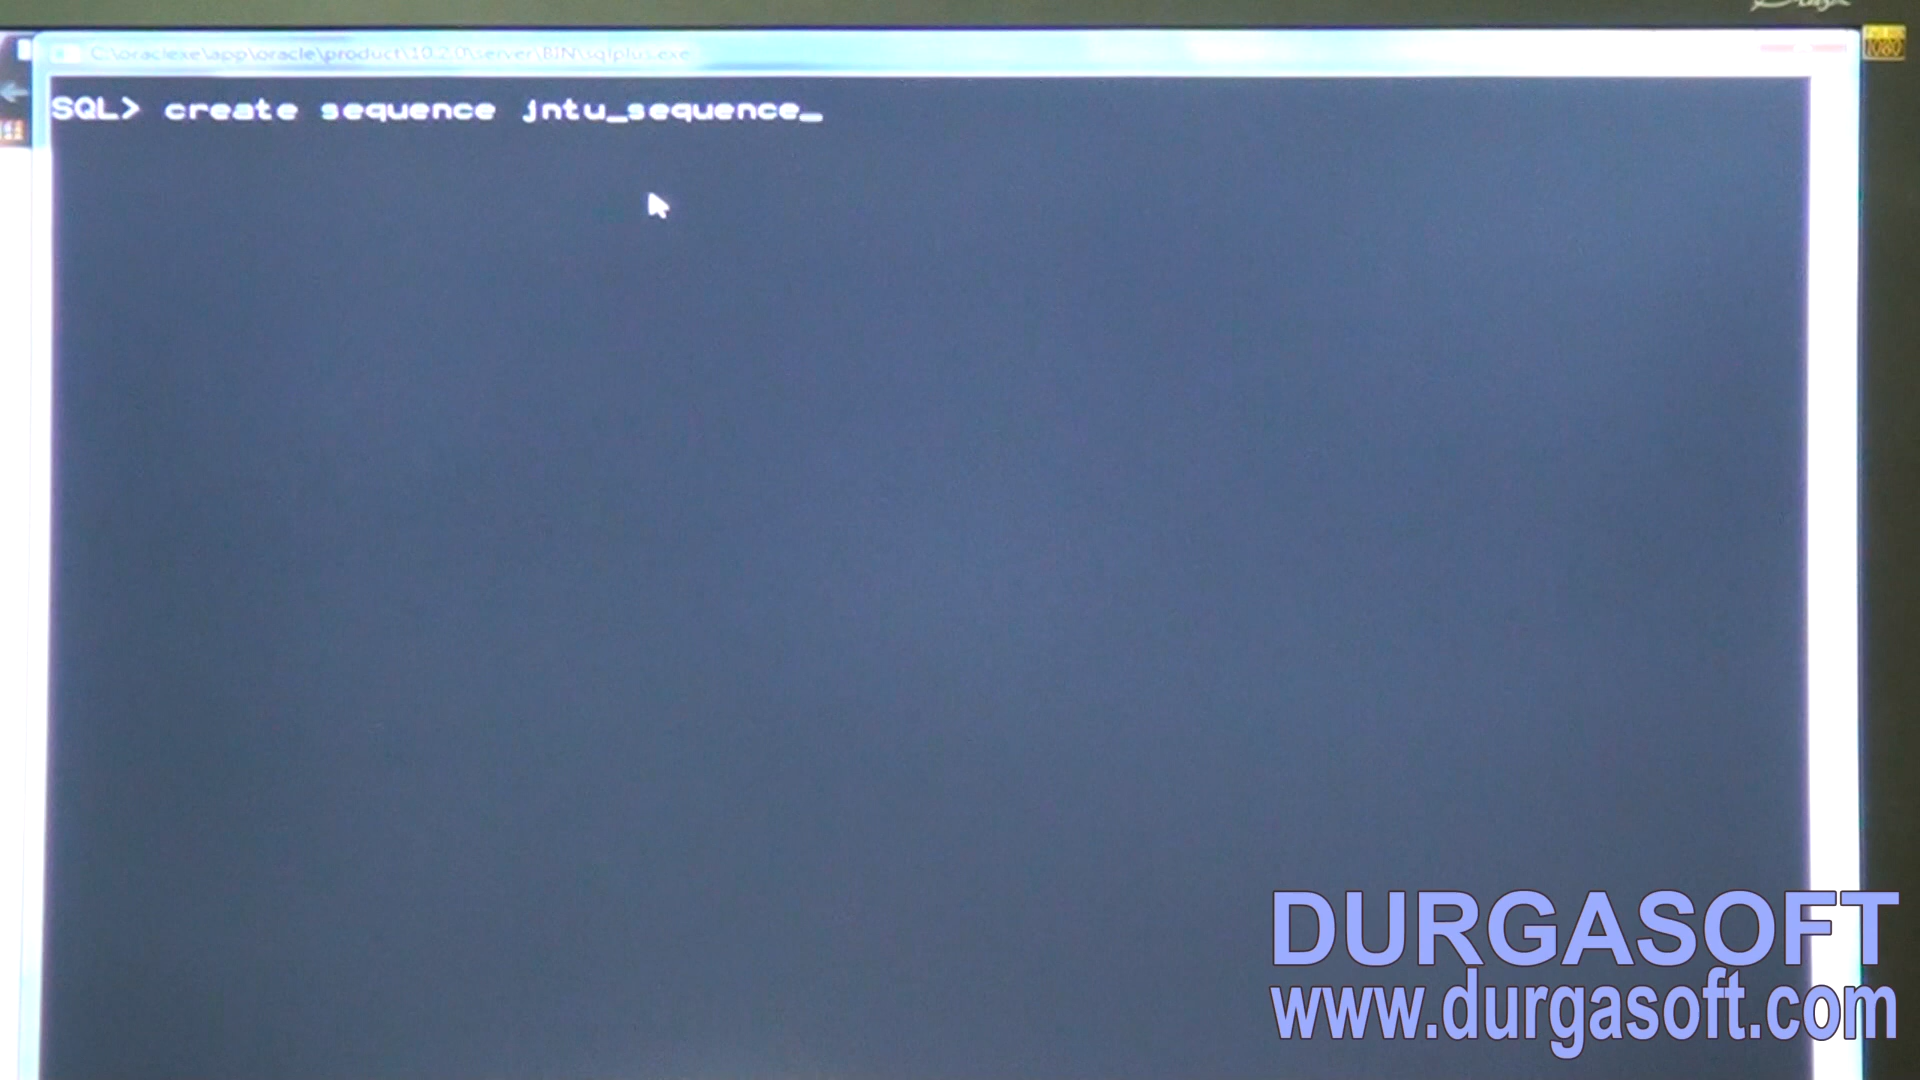 C:\oraclexe\app\oracle\product\10.2.0\server\BIN\sqlplus.exe
SQL> create sequence jntu_sequence_
1080
DURGASOFT
www.durgasoft.com